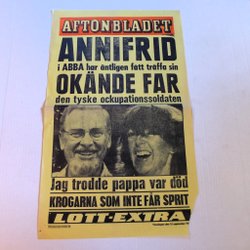 AFTONBLADET
ANNIFRID
i ABBA har äntligen fått träffa sin
OKÄNDE FAR
den tyske ockupationssoldaten
Jag trodde pappa var död
KROGARNA SOM INTE FÅR SPRIT
LOTT-EXTRA